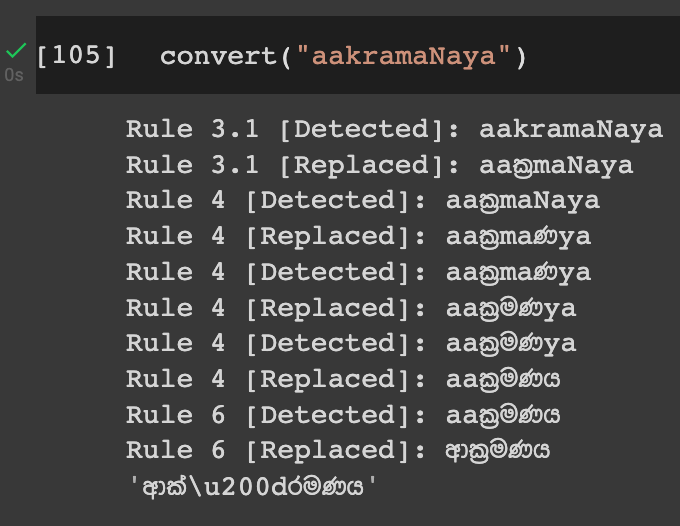 [105] convert("aakramaNaya")
0s
Rule 3.1 [Detected]: aakramaNaya
Rule 3.1 [Replaced]: aaක්‍රmaNaya
Rule 4 [Detected]: aaක්‍රmaNaya
Rule 4 [Replaced]: aaක්‍රmaණya
Rule 4 [Detected]: aaක්‍රmaණya
Rule 4 [Replaced]: aaක්‍රමණya
Rule 4 [Detected]: aaක්‍රමණya
Rule 4 [Replaced]: aaක්‍රමණය
Rule 6 [Detected]: aaක්‍රමණය
Rule 6 [Replaced]: ආක්‍රමණය
'ආක්\u200dරමණය'